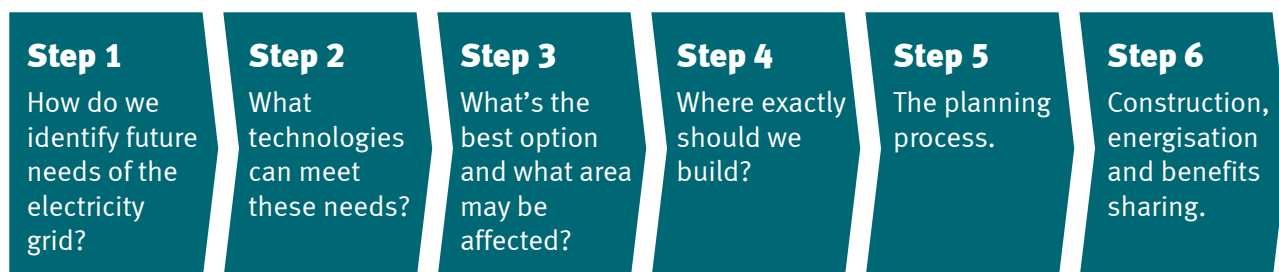 Step 1
How do we
identify future
needs of the
electricity
grid?
Step 2
What
technologies
can meet
these needs?
Step 3
What's the
best option
and what area
may be
affected?
Step 4
Where exactly
should we
build?
Step 5
The planning
process.
Step 6
Construction,
energisation
and benefits
sharing.